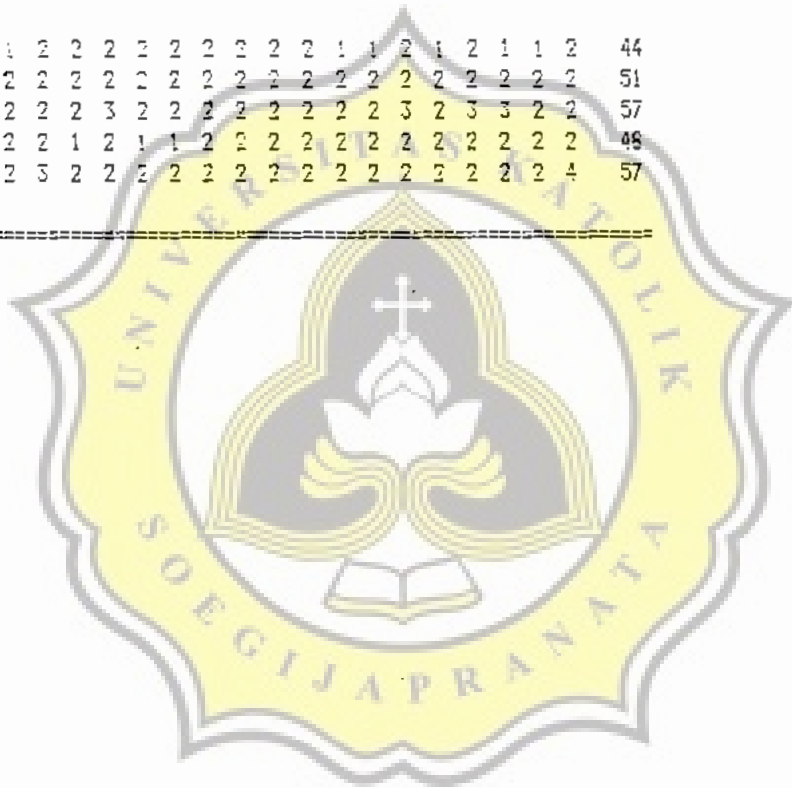 1 2 2 2 2 2 2 2 2 2 1 1 2 1 2 1 1 2 44
2 2 2 2 2 2 2 2 2 2 2 2 2 2 2 2 2 2 51
2 2 2 3 2 2 2 2 2 2 2 2 3 2 3 3 2 2 57
2 2 1 2 1 1 2 2 2 2 2 2 2 2 2 2 2 2 48
2 3 2 2 2 2 2 2 2 2 2 2 2 2 2 2 2 4 57
UNIVERSITAS KATOLIK
SOEGIJAPRANATA